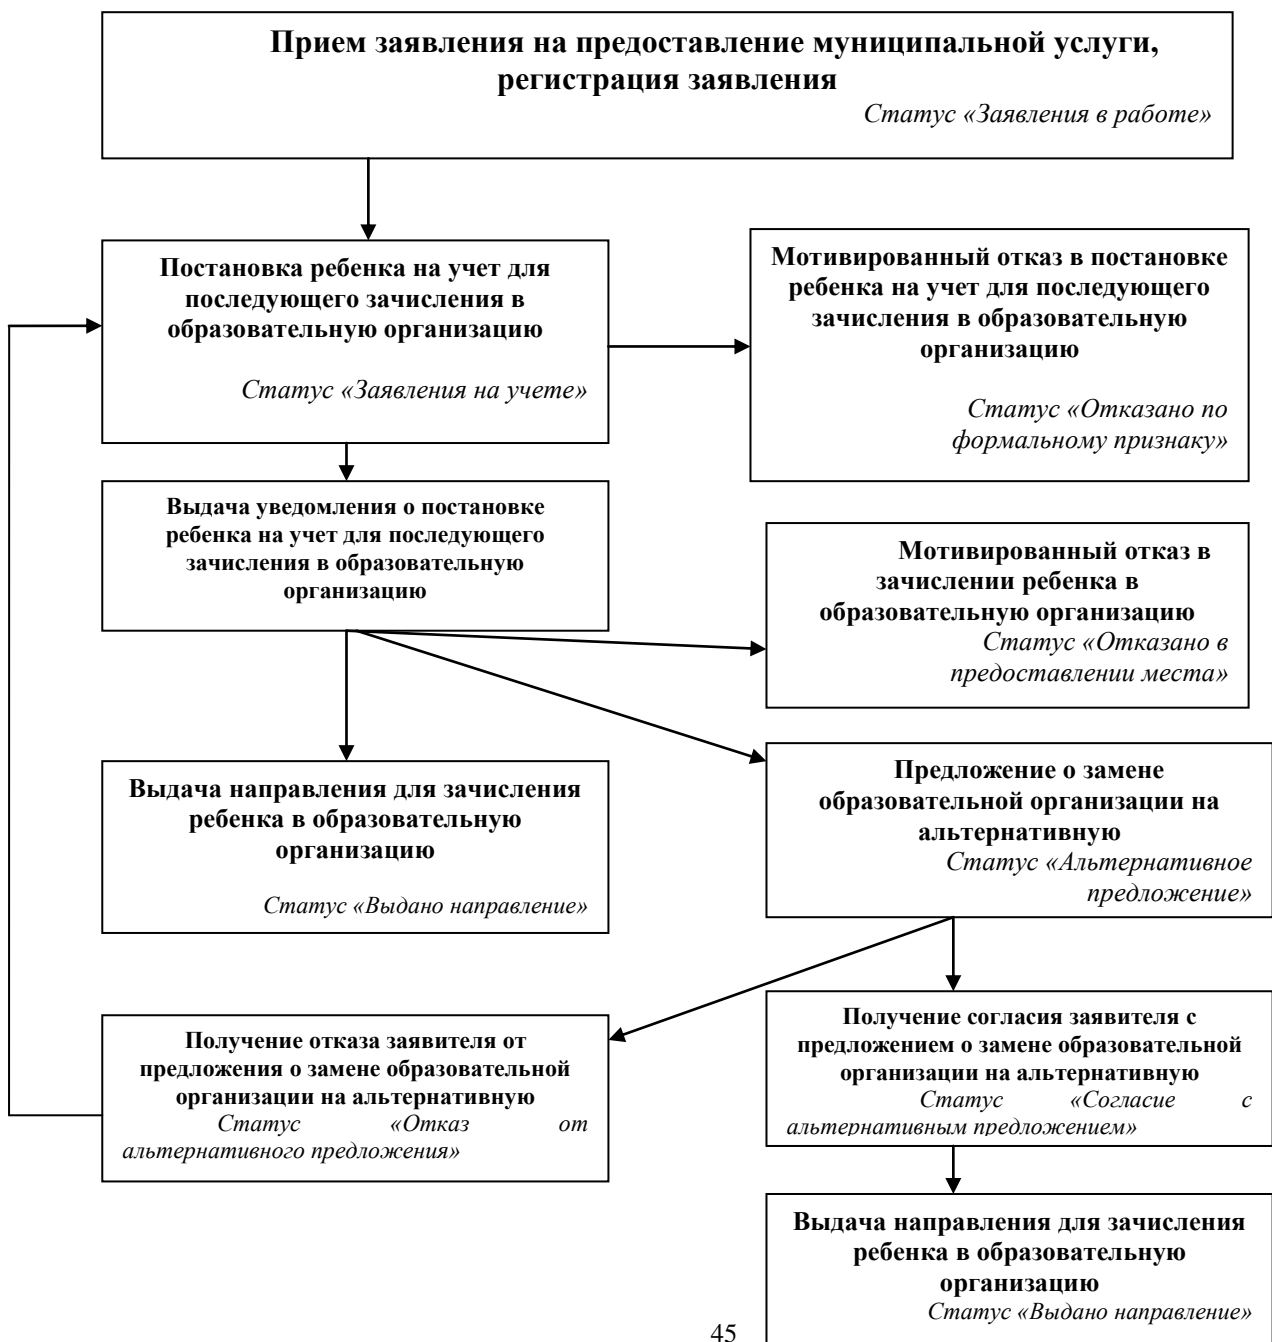 Прием заявления на предоставление муниципальной услуги,
регистрация заявления
Статус «Заявления в работе»
Постановка ребенка на учет для
последующего зачисления в
образовательную организацию
Статус «Заявления на учете»
Мотивированный отказ в постановке
ребенка на учет для последующего
зачисления в образовательную
организацию
Статус «Отказано по
формальному признаку»
Выдача уведомления о постановке
ребенка на учет для последующего
зачисления в образовательную
организацию
Мотивированный отказ в
зачислении ребенка в
образовательную организацию
Статус «Отказано в
предоставлении места»
Выдача направления для зачисления
ребенка в образовательную
организацию
Статус «Выдано направление»
Предложение о замене
образовательной организации на
альтернативную
Статус «Альтернативное
предложение»
Получение отказа заявителя от
предложения о замене образовательной
организации на альтернативную
Статус «Отказ от
альтернативного предложения»
Получение согласия заявителя с
предложением о замене образовательной
организации на альтернативную
Статус «Согласие с
альтернативным предложением»
Выдача направления для зачисления
ребенка в образовательную
организацию
Статус «Выдано направление»
45